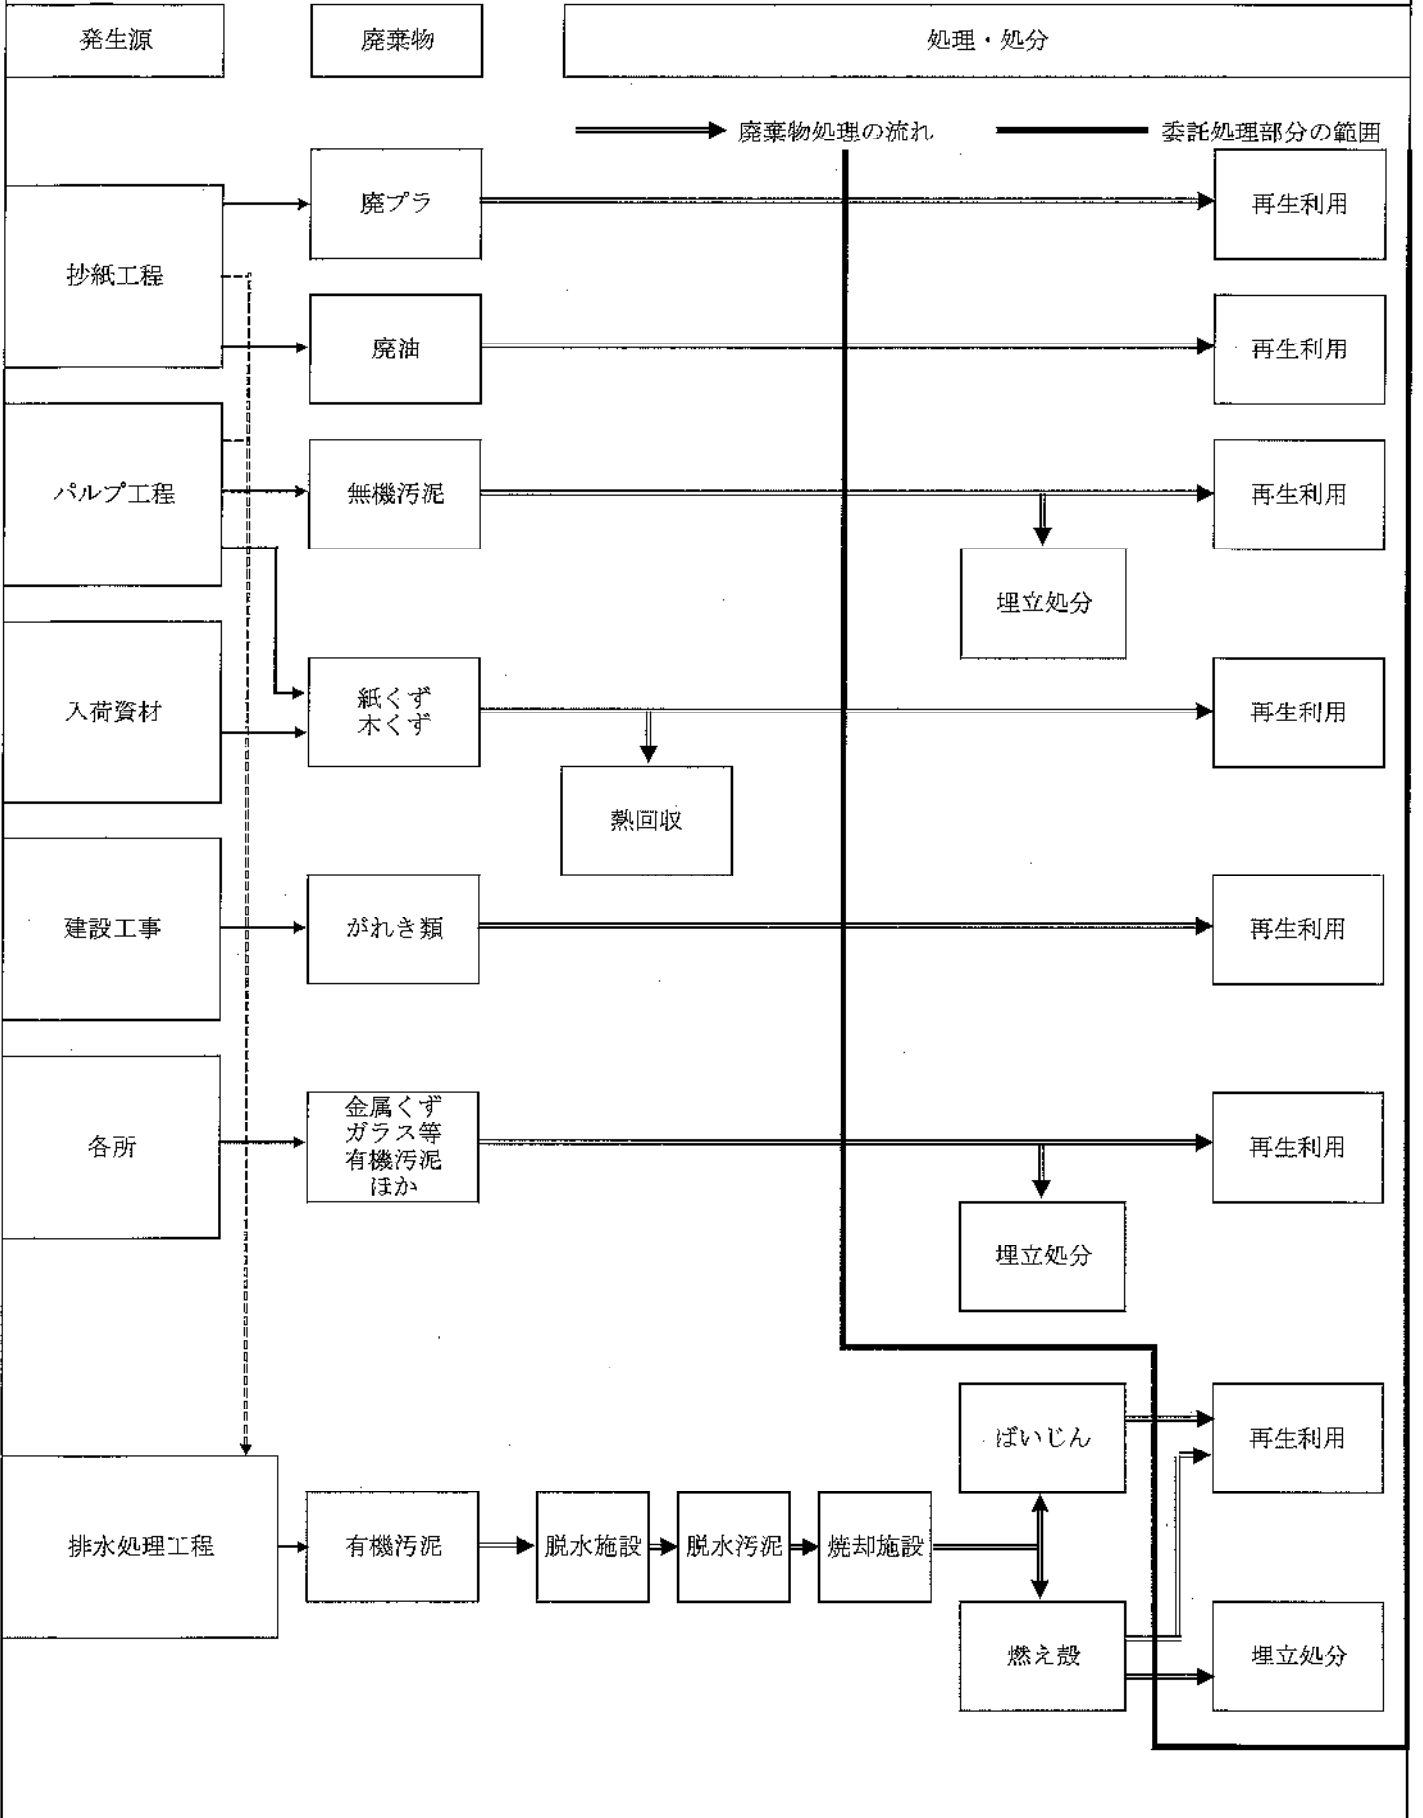 発生源
廃棄物
処理・処分
廃棄物処理の流れ
委託処理部分の範囲
抄紙工程
廃プラ
再生利用
廃油
再生利用
パルプ工程
無機汚泥
再生利用
埋立処分
入荷資材
紙くず
木くず
再生利用
熱回収
建設工事
がれき類
再生利用
各所
金属くず
ガラス等
有機汚泥
ほか
再生利用
埋立処分
ばいじん
再生利用
排水処理工程
有機汚泥
脱水施設
脱水汚泥
焼却施設
燃え殻
埋立処分